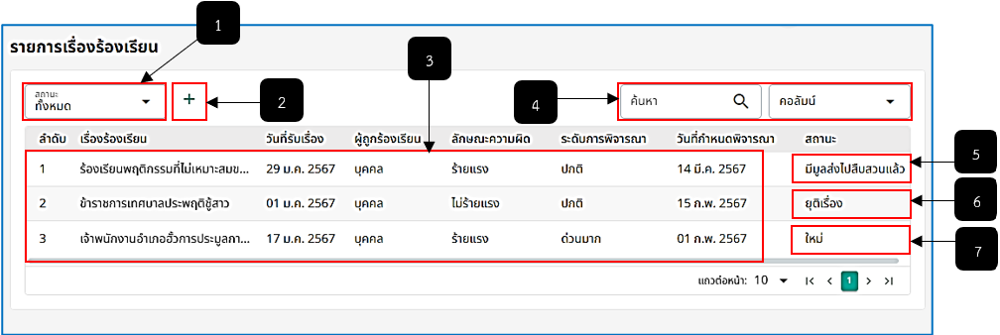 1
รายการเรื่องร้องเรียน
3
สถานะ
ทั้งหมด
+
2
4
ค้นหา
คอลัมน์
ลำดับ เรื่องร้องเรียน วันที่รับเรื่อง ผู้ถูกร้องเรียน ลักษณะความผิด ระดับการพิจารณา วันที่กำหนดพิจารณา สถานะ
1 ร้องเรียนพฤติกรรมที่ไม่เหมาะสมข... 29 ม.ค. 2567 บุคคล ร้ายแรง ปกติ 14 มี.ค. 2567 มีมูลส่งไปสืบสวนแล้ว
5
2 ข้าราชการเทศบาลประพฤติชู้สาว 01 ม.ค. 2567 บุคคล ไม่ร้ายแรง ปกติ 15 ก.พ. 2567 ยุติเรื่อง
6
3 เจ้าพนักงานอำเภอฮั้วการประมูลกา... 17 ม.ค. 2567 บุคคล ร้ายแรง ด่วนมาก 01 ก.พ. 2567 ใหม่
7
แถวต่อหน้า: 10 1